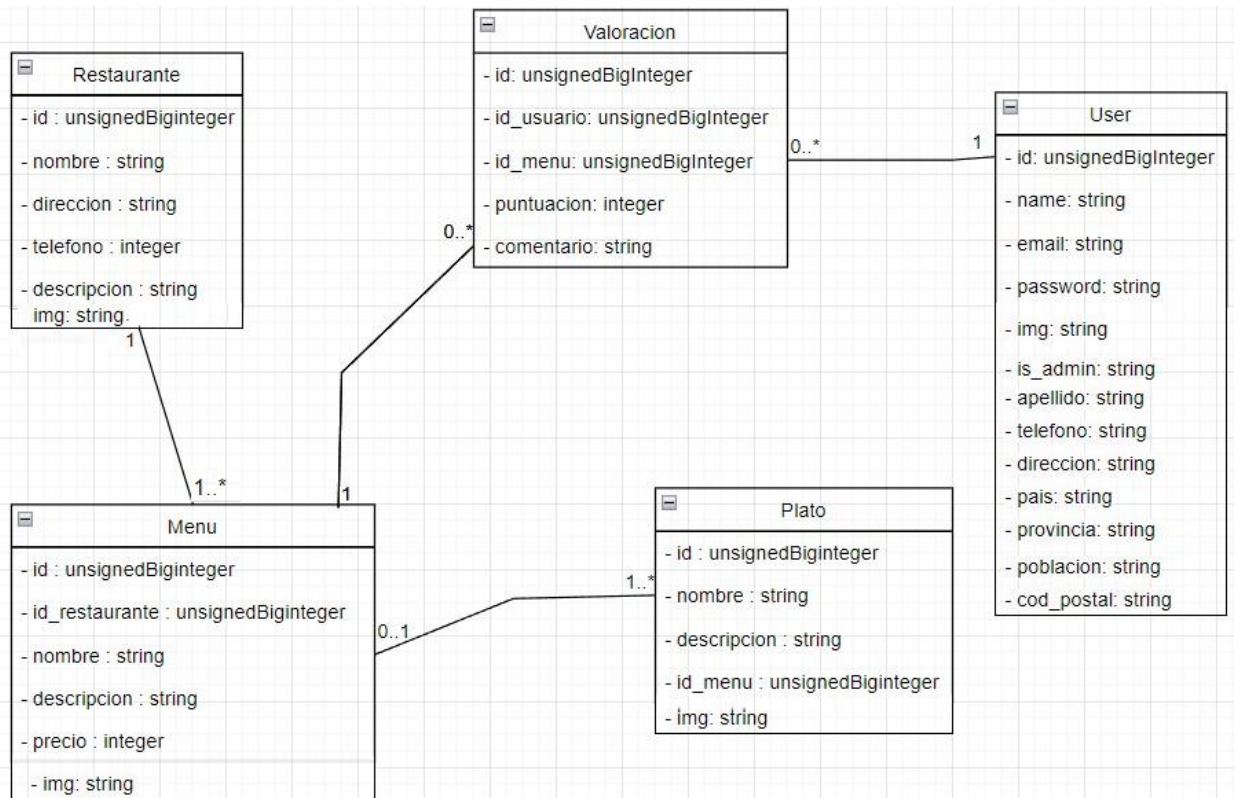 Restaurante
- id : unsignedBiginteger
- nombre : string
- direccion : string
- telefono : integer
- descripcion : string
img: string
1
Valoracion
- id: unsignedBigInteger
- id_usuario: unsignedBigInteger
- id_menu: unsignedBigInteger
- puntuacion: integer
- comentario: string
0..*
0..*
1
User
- id: unsignedBigInteger
- name: string
- email: string
- password: string
- img: string
- is_admin: string
- apellido: string
- telefono: string
- direccion: string
- pais: string
- provincia: string
- poblacion: string
- cod_postal: string
1..*
1
Menu
- id : unsignedBiginteger
- id_restaurante : unsignedBiginteger
- nombre : string
- descripcion : string
- precio : integer
- img: string
0..1
1..*
Plato
- id : unsignedBiginteger
- nombre : string
- descripcion : string
- id_menu : unsignedBiginteger
- img: string